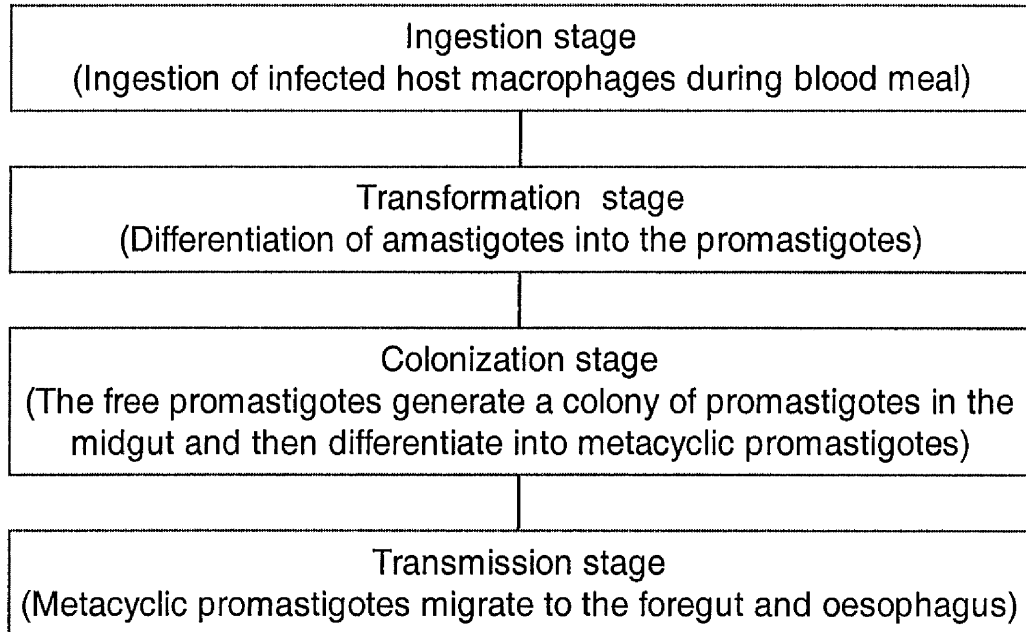 Ingestion stage
(Ingestion of infected host macrophages during blood meal)
Transformation stage
(Differentiation of amastigotes into the promastigotes)
Colonization stage
(The free promastigotes generate a colony of promastigotes in the
midgut and then differentiate into metacyclic promastigotes)
Transmission stage
(Metacyclic promastigotes migrate to the foregut and oesophagus)